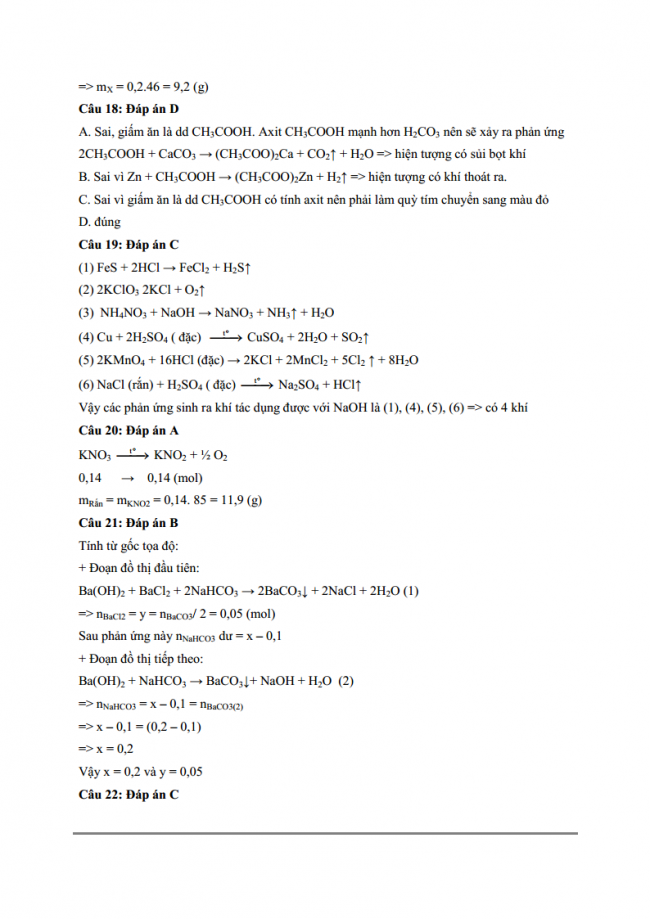 => mX = 0,2.46 = 9,2 (g)
Câu 18: Đáp án D
A. Sai, giấm ăn là dd CH₃COOH. Axit CH₃COOH mạnh hơn H₂CO₃ nên sẽ xảy ra phản ứng
2CH₃COOH + CaCO₃ → (CH₃COO)₂Ca + CO₂↑ + H₂O => hiện tượng có sủi bọt khí
B. Sai vì Zn + CH₃COOH → (CH₃COO)₂Zn + H₂↑ => hiện tượng có khí thoát ra.
C. Sai vì giấm ăn là dd CH₃COOH có tính axit nên phải làm quỳ tím chuyển sang màu đỏ
D. đúng
Câu 19: Đáp án C
(1) FeS + 2HCl → FeCl₂ + H₂S↑
(2) 2KClO₃ 2KCl + O₂↑
(3) NH₄NO₃ + NaOH → NaNO₃ + NH₃↑ + H₂O
(4) Cu + 2H₂SO₄ ( đặc) —t°→ CuSO₄ + 2H₂O + SO₂↑
(5) 2KMnO₄ + 16HCl (đặc) → 2KCl + 2MnCl₂ + 5Cl₂ ↑ + 8H₂O
(6) NaCl (rắn) + H₂SO₄ ( đặc) —t°→ Na₂SO₄ + HCl↑
Vậy các phản ứng sinh ra khí tác dụng được với NaOH là (1), (4), (5), (6) => có 4 khí
Câu 20: Đáp án A
KNO₃ —t°→ KNO₂ + ½ O₂
0,14 → 0,14 (mol)
mRắn = mKNO2 = 0,14. 85 = 11,9 (g)
Câu 21: Đáp án B
Tính từ gốc tọa độ:
+ Đoạn đồ thị đầu tiên:
Ba(OH)₂ + BaCl₂ + 2NaHCO₃ → 2BaCO₃↓ + 2NaCl + 2H₂O (1)
=> nBaCl2 = y = nBaCO3/ 2 = 0,05 (mol)
Sau phản ứng này nNaHCO3 dư = x – 0,1
+ Đoạn đồ thị tiếp theo:
Ba(OH)₂ + NaHCO₃ → BaCO₃↓+ NaOH + H₂O (2)
=> nNaHCO3 = x – 0,1 = nBaCO3(2)
=> x – 0,1 = (0,2 – 0,1)
=> x = 0,2
Vậy x = 0,2 và y = 0,05
Câu 22: Đáp án C